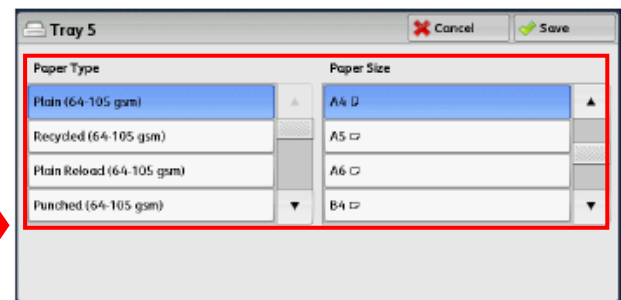 Tray 5 Cancel Save
Paper Type Paper Size
Plain (64-105 gsm) A4
Recycled (64-105 gsm) A5
Plain Reload (64-105 gsm) A6
Punched (64-105 gsm) B4